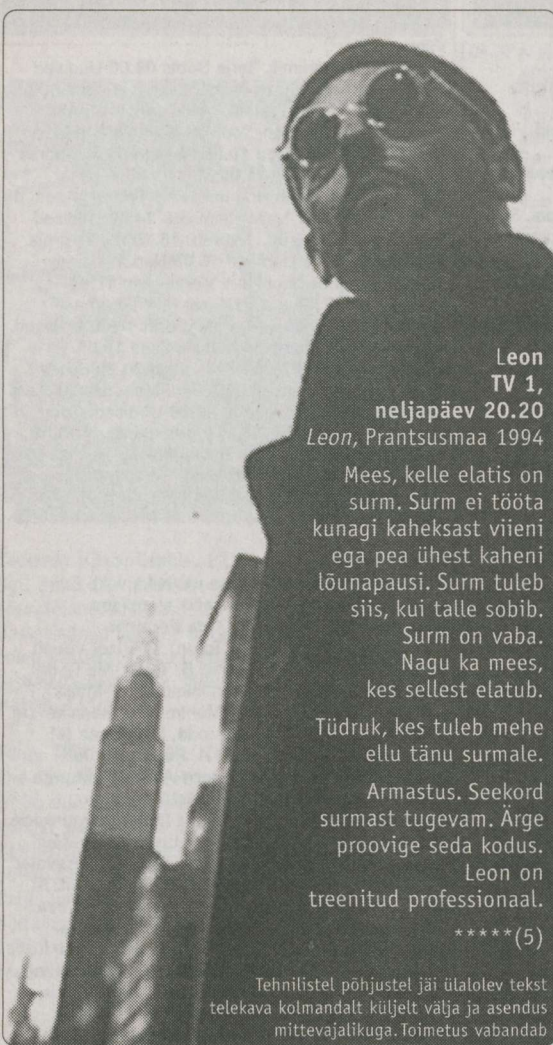 Leon
TV 1,
neljapäev 20.20
Leon, Prantsusmaa 1994
Mees, kelle elatis on
surm. Surm ei tööta
kunagi kaheksast viieni
ega pea ühest kaheni
lõunapausi. Surm tuleb
siis, kui talle sobib.
Surm on vaba.
Nagu ka mees,
kes sellest elatub.
Tüdruk, kes tuleb mehe
ellu tänu surmale.
Armastus. Seekord
surmast tugevam. Ärge
proovige seda kodus.
Leon on
treenitud professionaal.
*****(5)
Tehnilistel põhjustel jäi ülalolev tekst
telekava kolmandalt küljelt välja ja asendus
mittevajalikuga. Toimetus vabandab